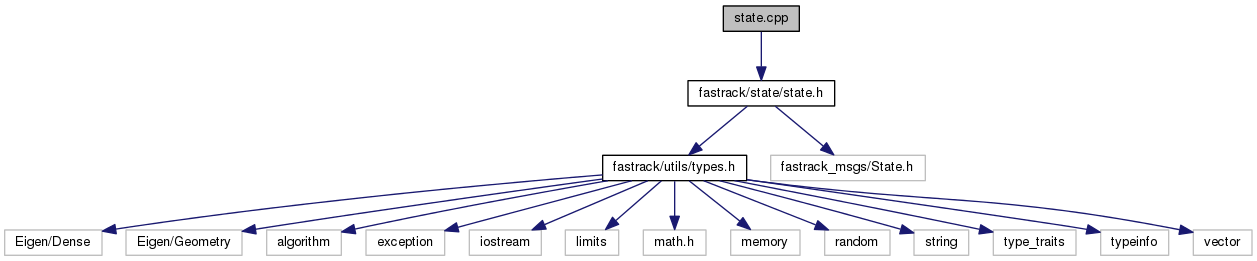 state.cpp
fastrack/state/state.h
fastrack/utils/types.h
fastrack_msgs/State.h
Eigen/Dense
Eigen/Geometry
algorithm
exception
iostream
limits
math.h
memory
random
string
type_traits
typeinfo
vector